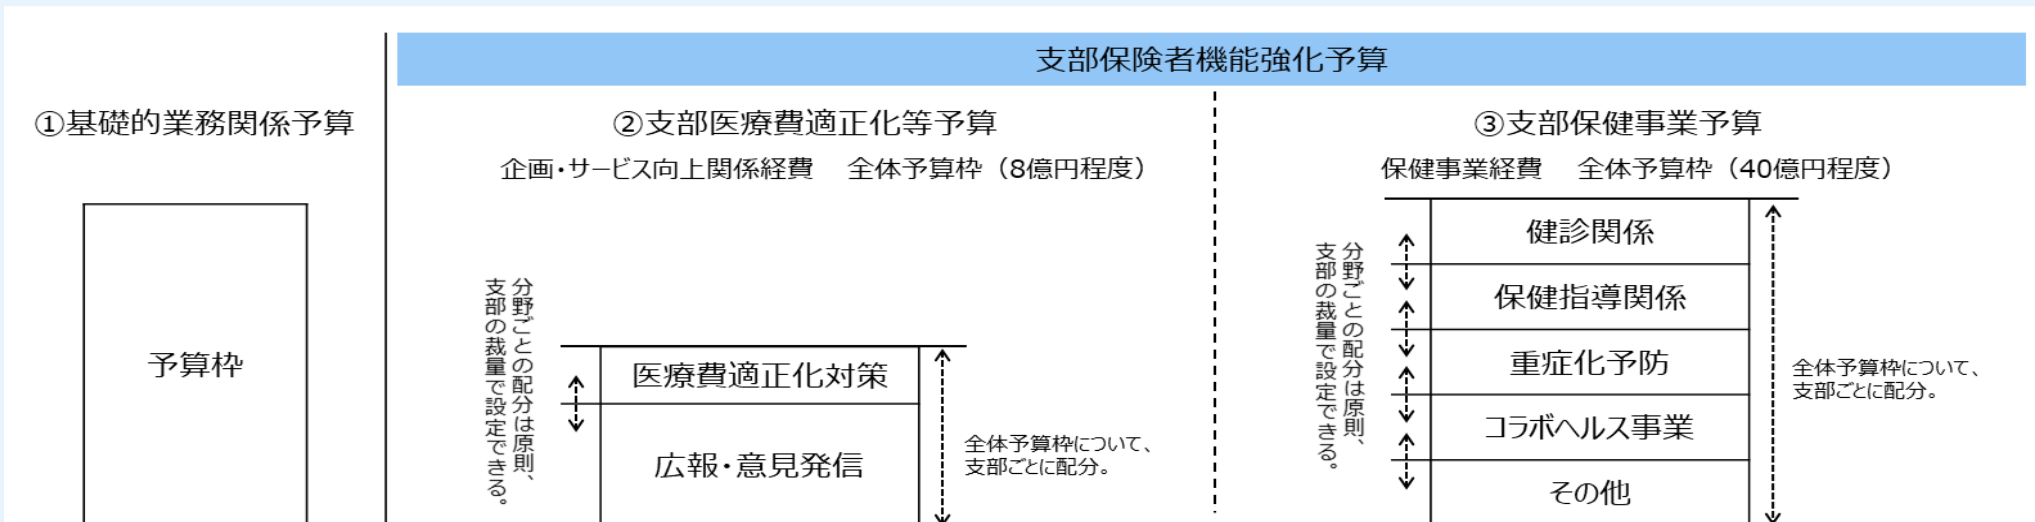 支部保険者機能強化予算
①基礎的業務関係予算
予算枠
②支部医療費適正化等予算
企画・サービス向上関係経費　全体予算枠（8億円程度）
分野ごとの配分は原則、
支部の裁量で設定できる。
医療費適正化対策
広報・意見発信
全体予算枠について、
支部ごとに配分。
③支部保健事業予算
保健事業経費　全体予算枠（40億円程度）
分野ごとの配分は原則、
支部の裁量で設定できる。
健診関係
保健指導関係
重症化予防
コラボヘルス事業
その他
全体予算枠について、
支部ごとに配分。